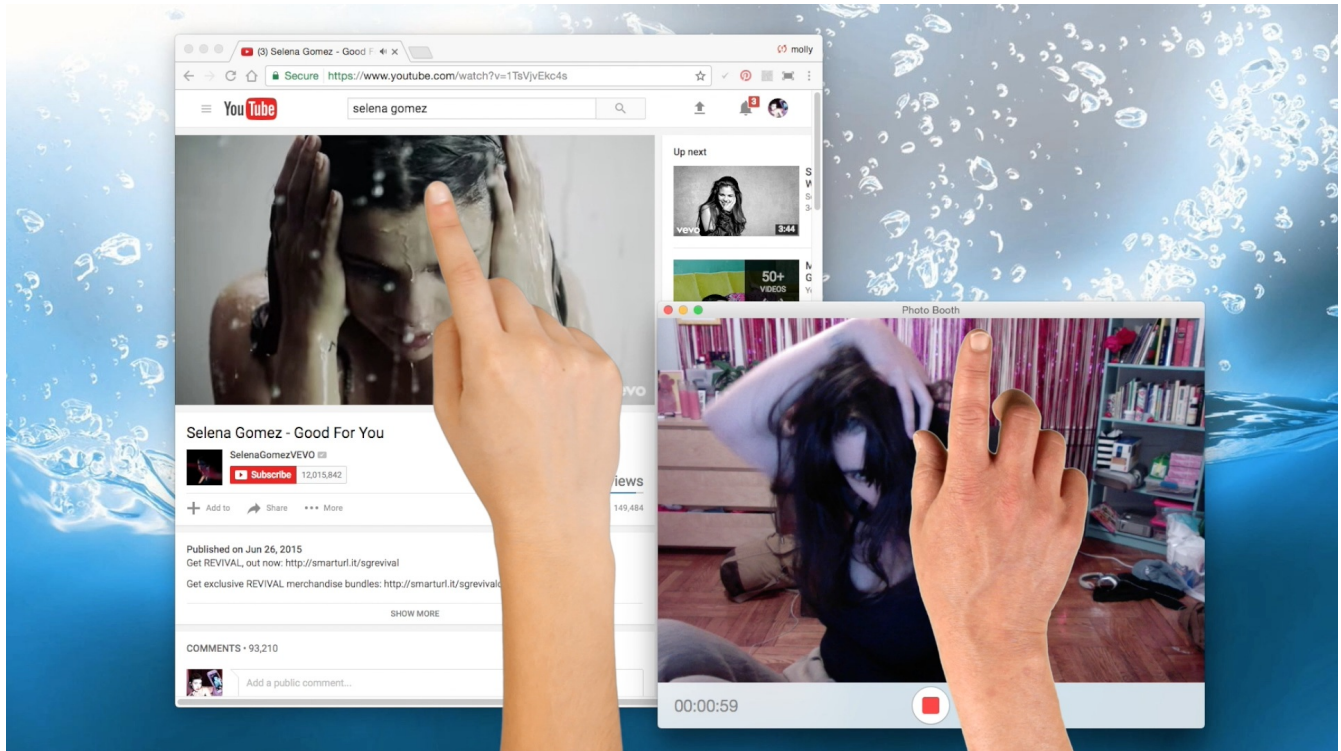 (3) Selena Gomez - Good F
molly
Secure https://www.youtube.com/watch?v=1TsVjvEkc4s
YouTube
selena gomez
3
Up next
S
W
Se
vevo
3:44
M
G
50+
VIDEOS
vevo
Photo Booth
Selena Gomez - Good For You
SelenaGomezVEVO
Subscribe 12,015,842
iews
Add to Share More
149,484
Published on Jun 26, 2015
Get REVIVAL, out now: http://smarturl.it/sgrevival
Get exclusive REVIVAL merchandise bundles: http://smarturl.it/sgrevival
SHOW MORE
COMMENTS • 93,210
Add a public comment...
00:00:59